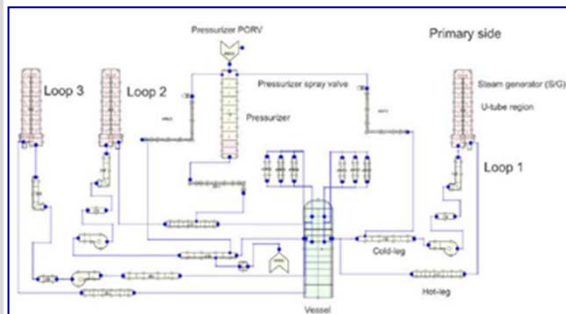 Pressurizer PORV
Primary side
Loop 3
Loop 2
Pressurizer spray valve
Steam generator (S/G)
U-tube region
Pressurizer
Loop 1
Cold-leg
Hot-leg
Vessel